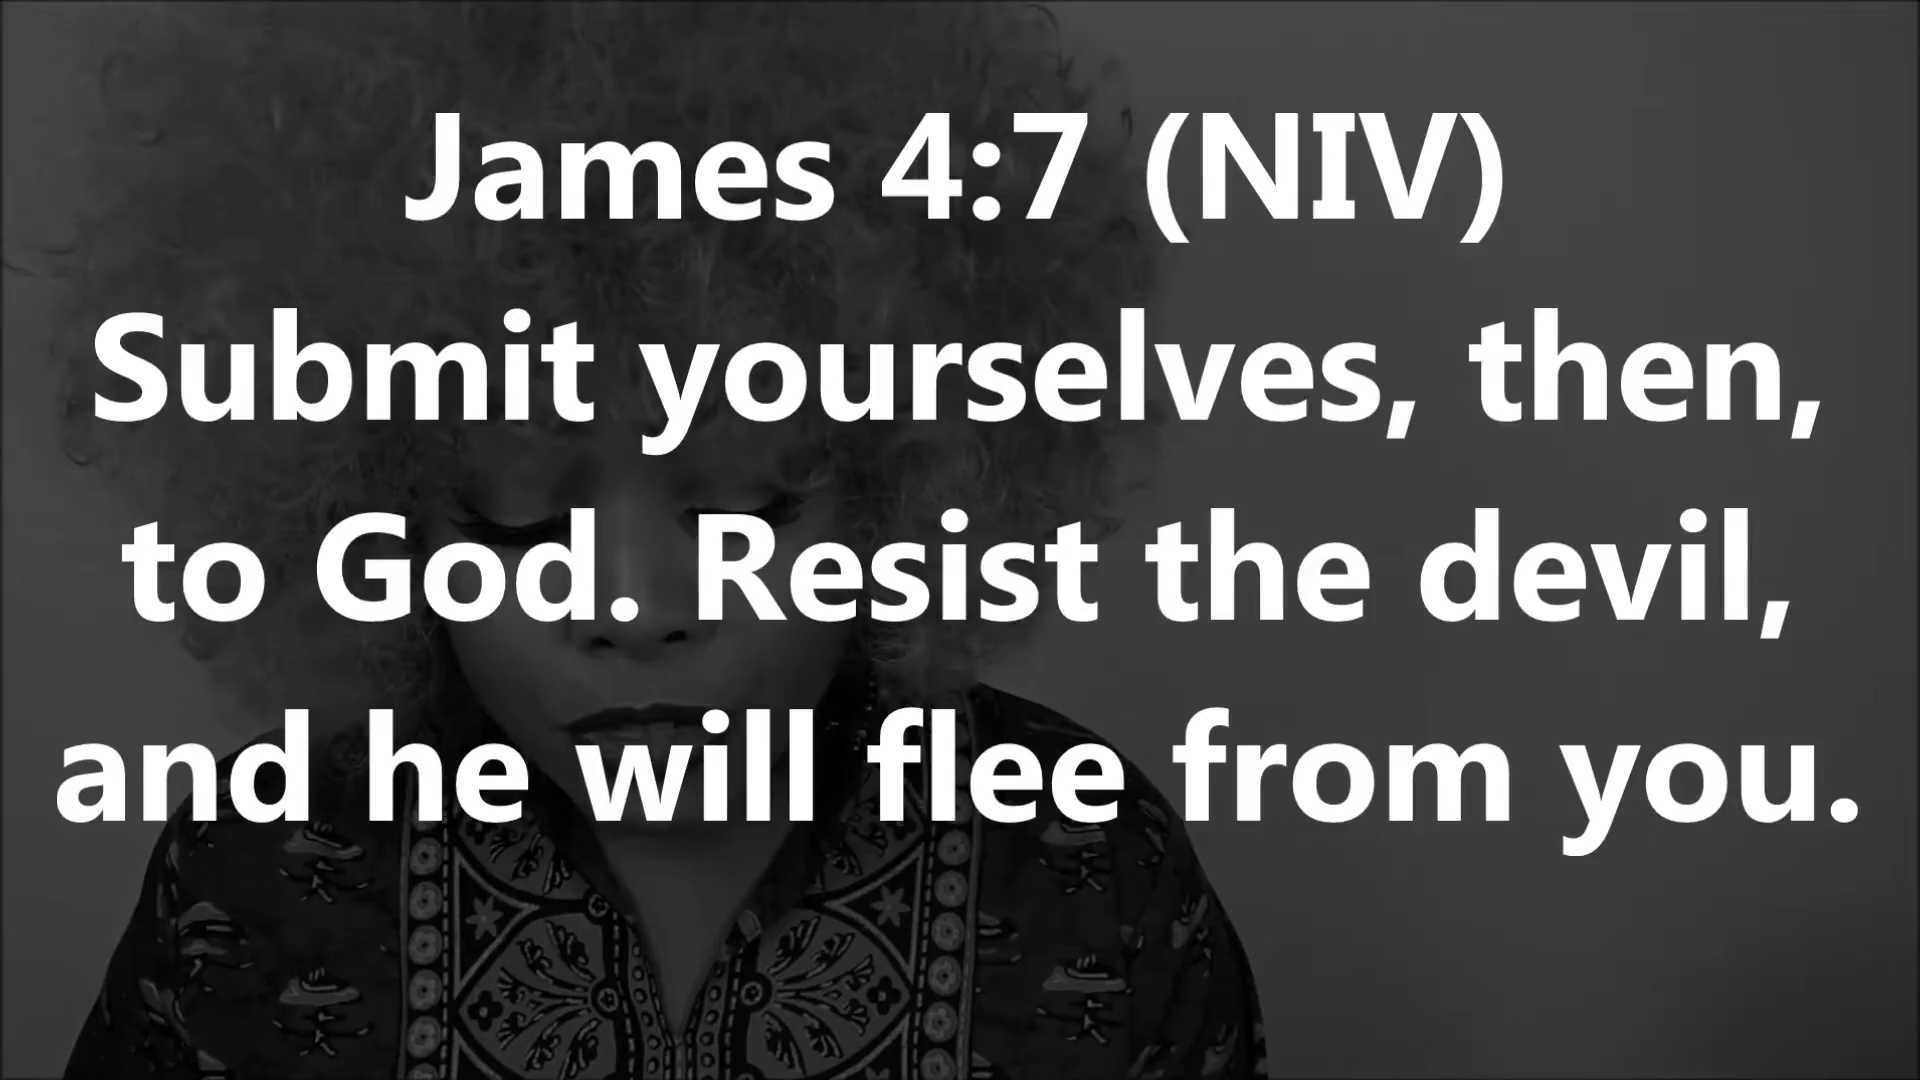 James 4:7 (NIV)
Submit yourselves, then,
to God. Resist the devil,
and he will flee from you.